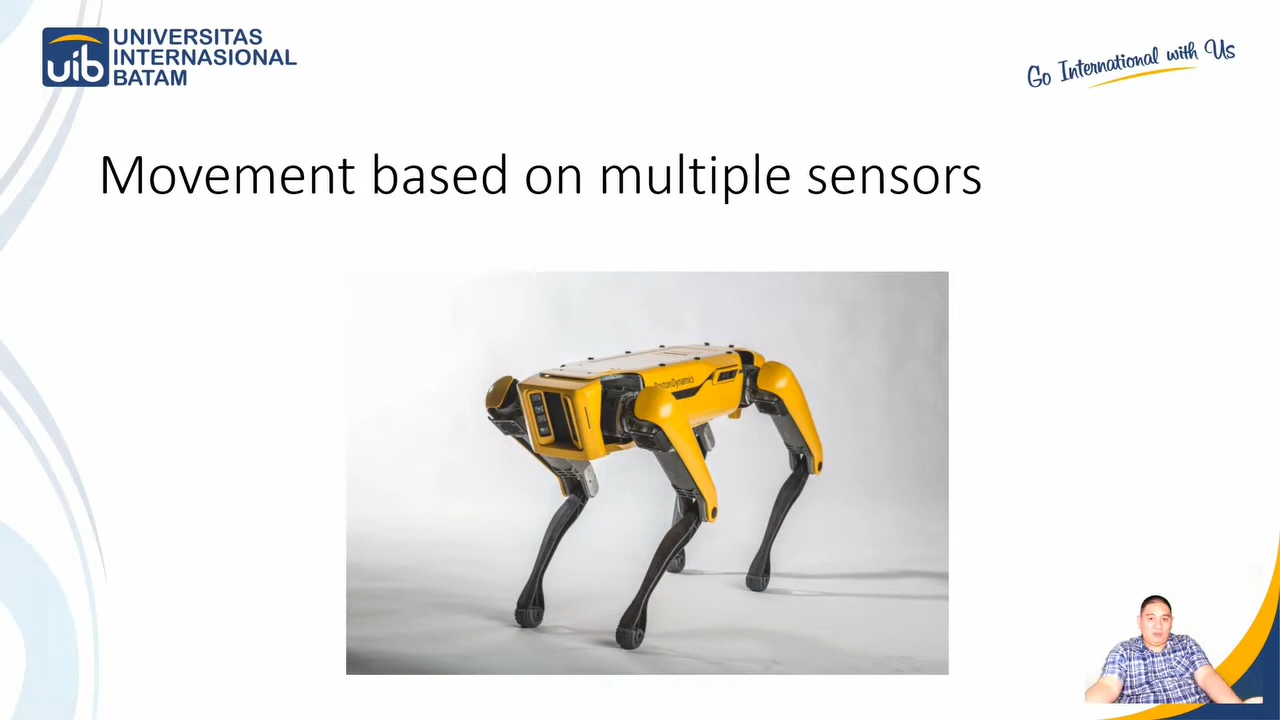 uib
UNIVERSITAS
INTERNASIONAL
BATAM
Go International with Us
Movement based on multiple sensors
BostonDynamics